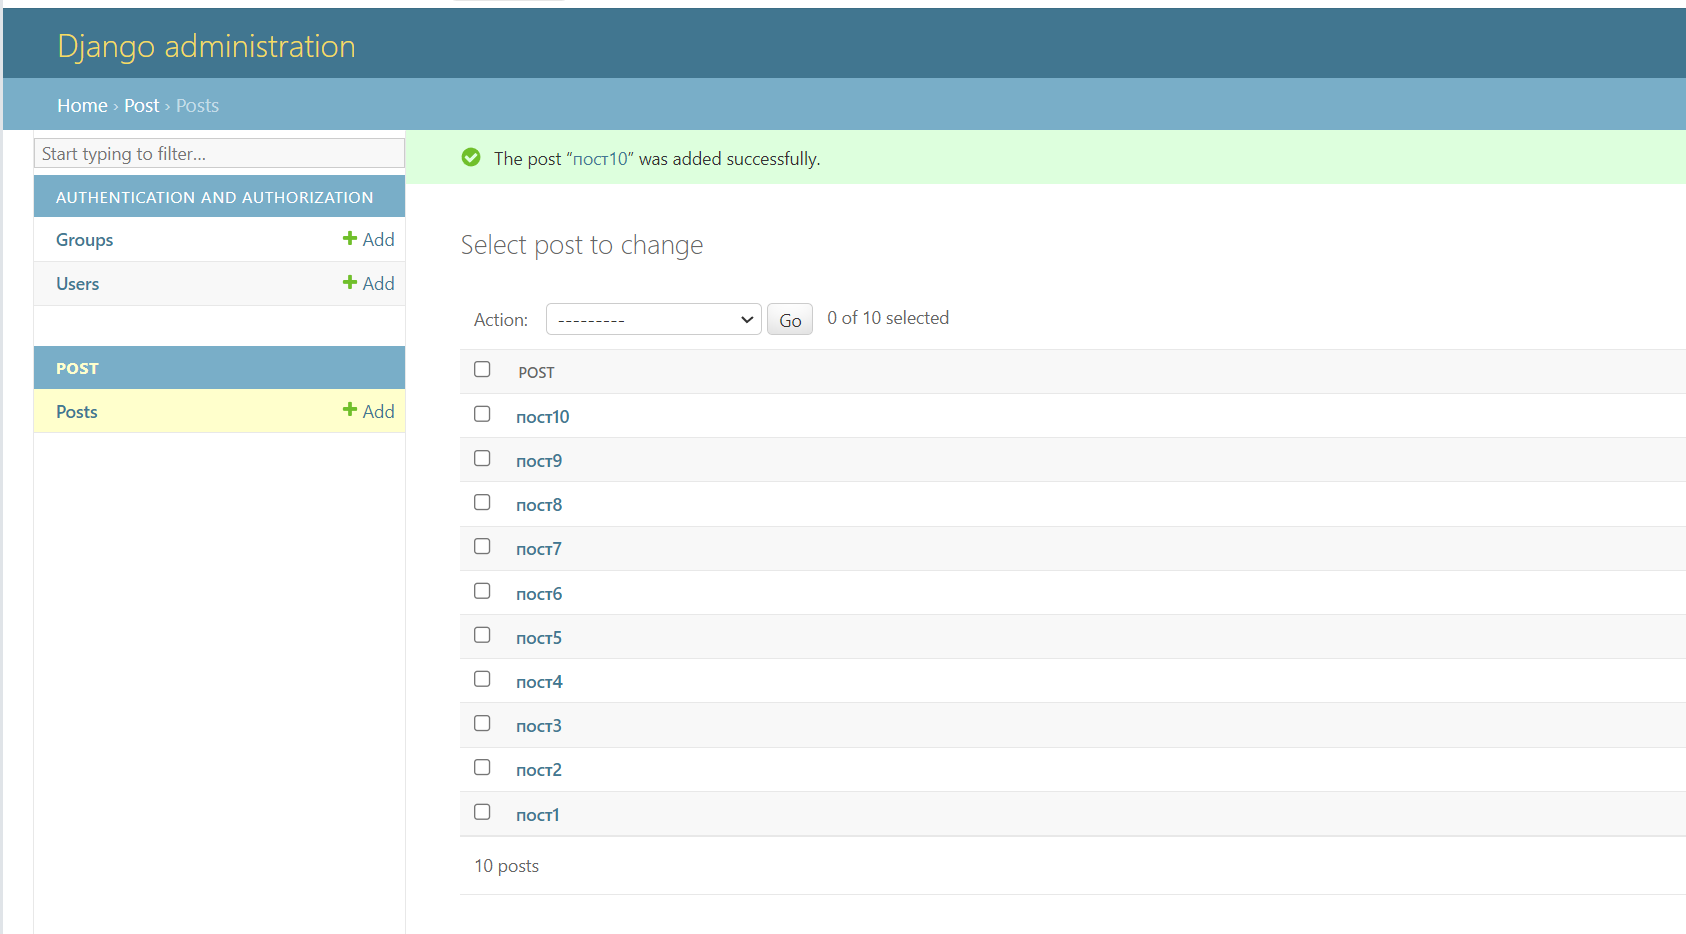 Django administration
Home › Post › Posts
Start typing to filter...
AUTHENTICATION AND AUTHORIZATION
Groups
Add
Users
Add
POST
Posts
Add
The post “пост10” was added successfully.
Select post to change
Action: --------- Go 0 of 10 selected
POST
пост10
пост9
пост8
пост7
пост6
пост5
пост4
пост3
пост2
пост1
10 posts